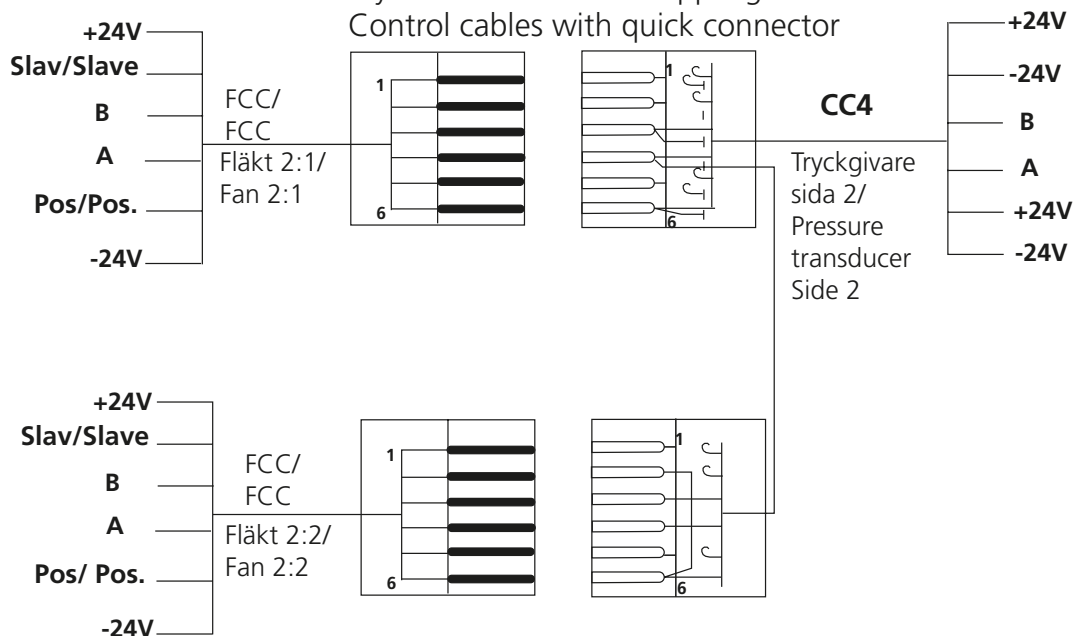 Control cables with quick connector
+24V
Slav/Slave
B
A
Pos/Pos.
-24V
FCC/
FCC
Fläkt 2:1/
Fan 2:1
1
6
1
6
CC4
Tryckgivare
sida 2/
Pressure
transducer
Side 2
+24V
-24V
B
A
+24V
-24V
+24V
Slav/Slave
B
A
Pos/ Pos.
-24V
FCC/
FCC
Fläkt 2:2/
Fan 2:2
1
6
1
6